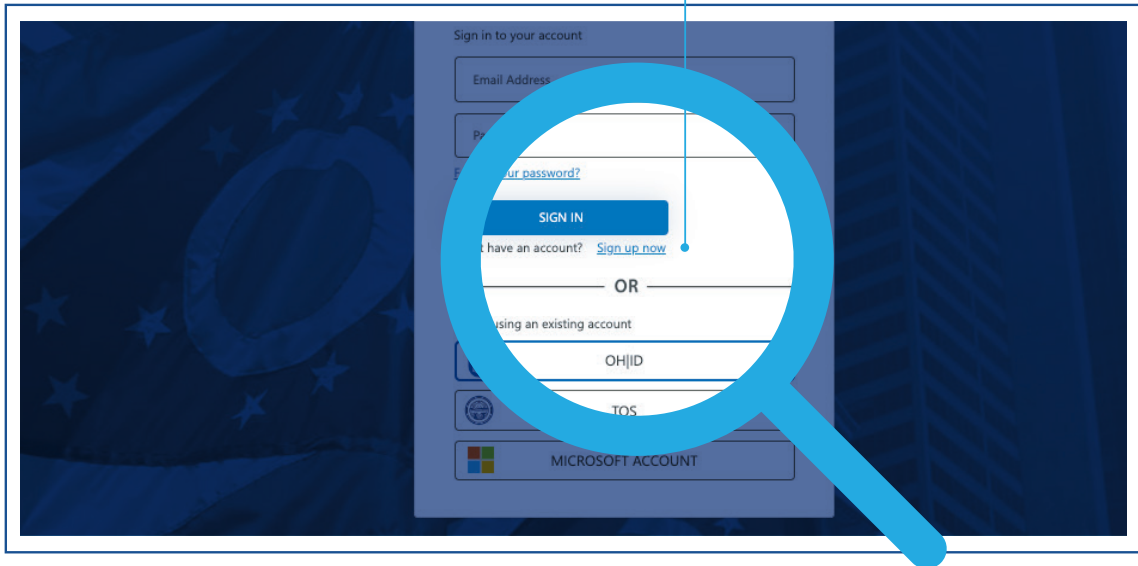 Sign in to your account
Email Address
Pa
ur password?
SIGN IN
t have an account? Sign up now
OR
using an existing account
OH|ID
TOS
MICROSOFT ACCOUNT